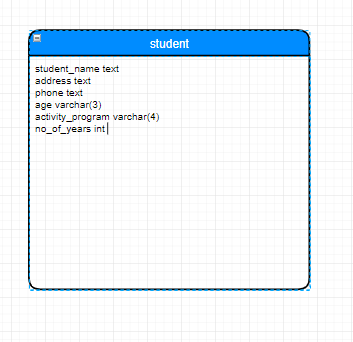 student
student_name text
address text
phone text
age varchar(3)
activity_program varchar(4)
no_of_years int